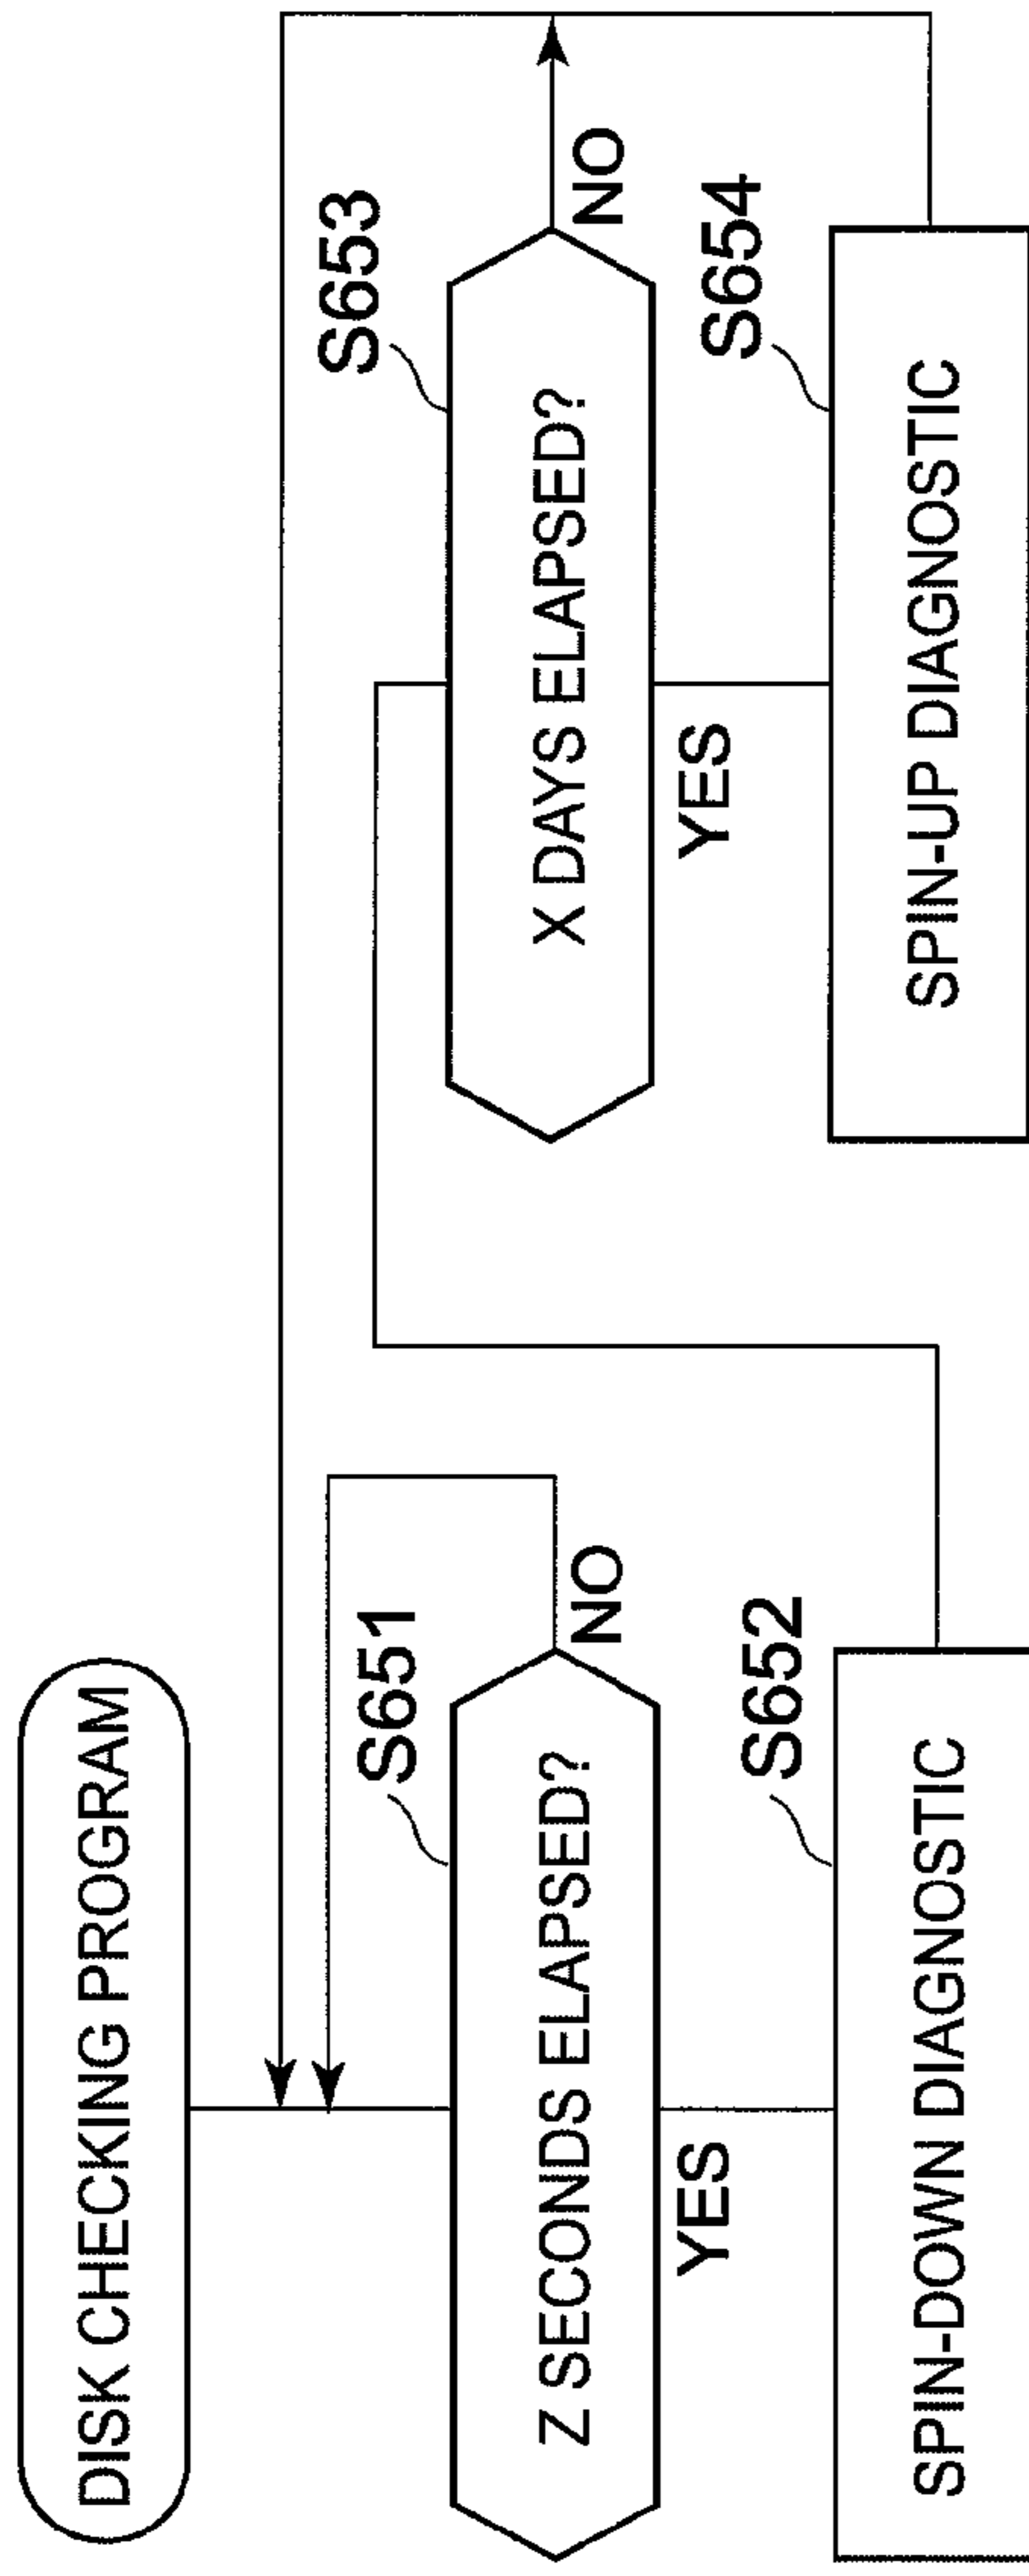 DISK CHECKING PROGRAM
S651
Z SECONDS ELAPSED?
NO
YES
S652
SPIN-DOWN DIAGNOSTIC
S653
X DAYS ELAPSED?
NO
YES
S654
SPIN-UP DIAGNOSTIC